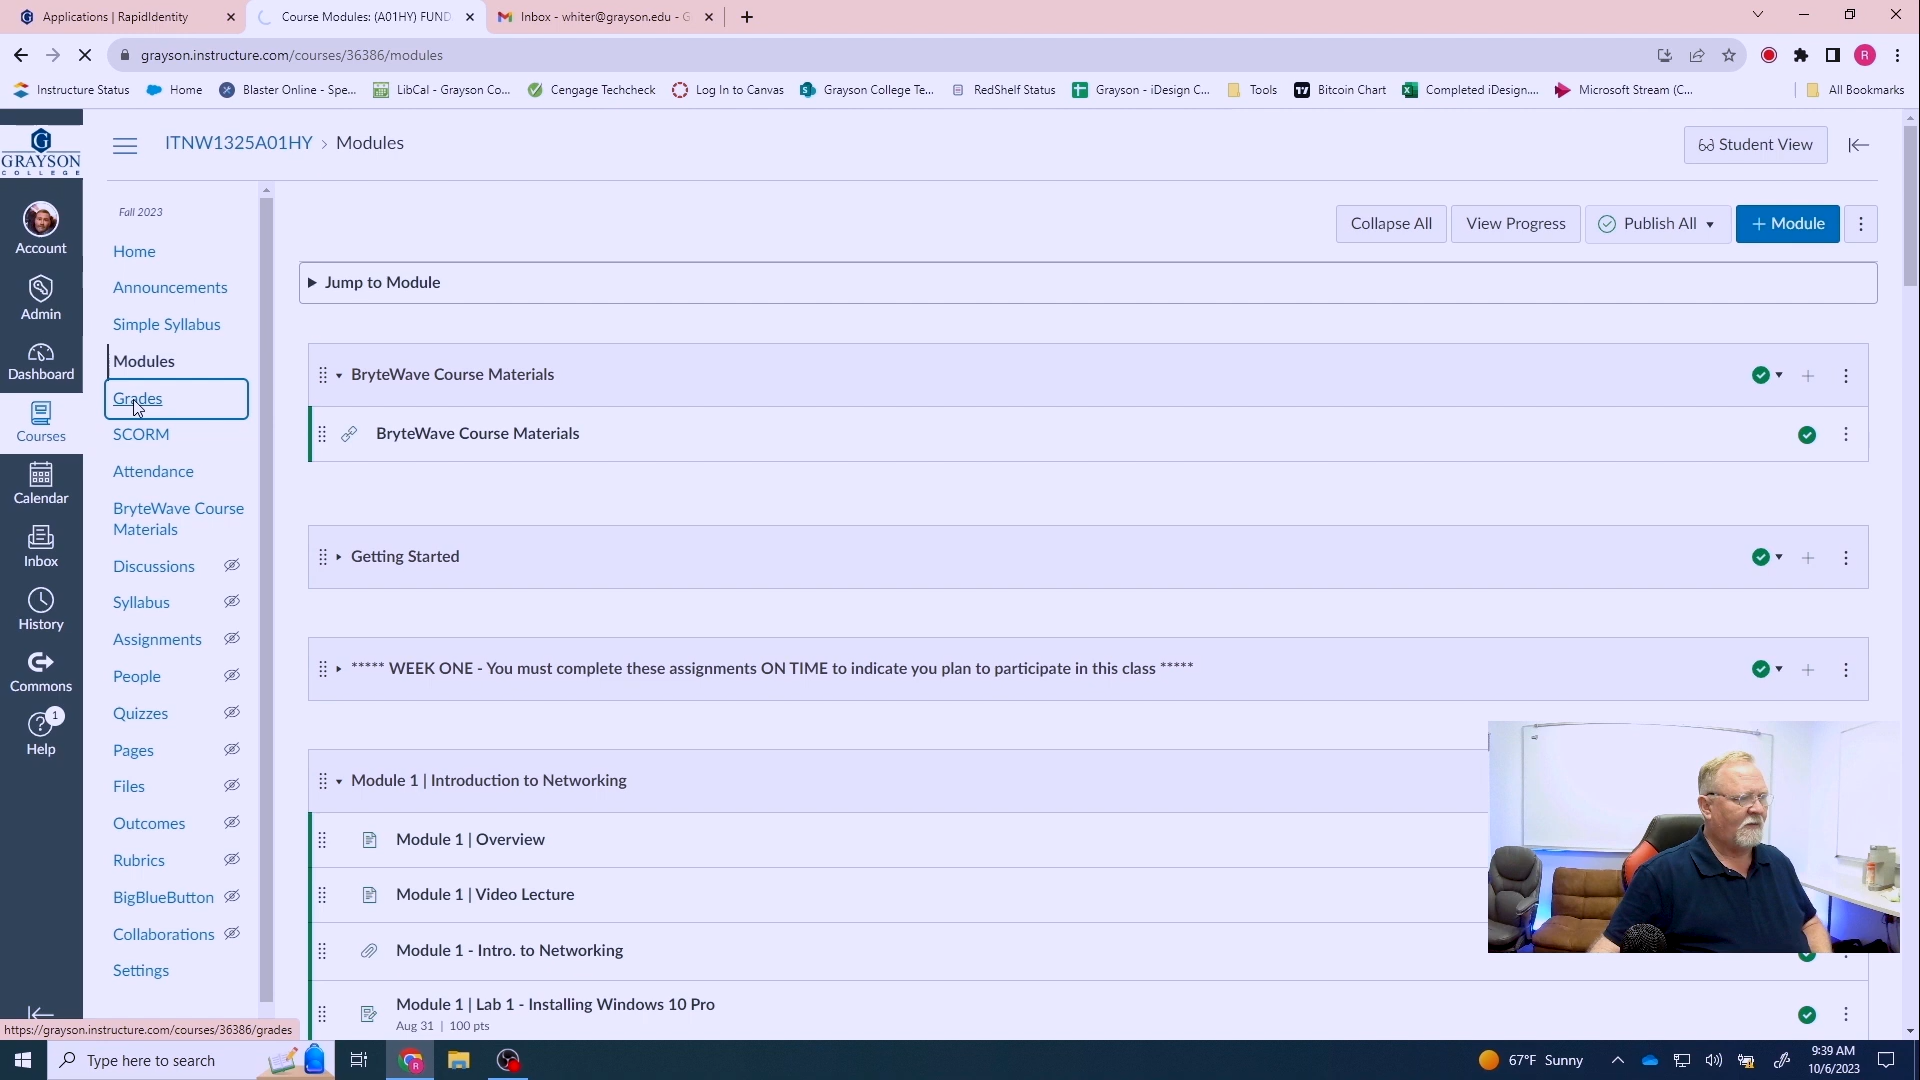 Applications | RapidIdentity
Course Modules: (A01HY) FUND
Inbox - whiter@grayson.edu - G
grayson.instructure.com/courses/36386/modules
R
Instructure Status
Home
Blaster Online - Spe...
LibCal - Grayson Co...
Cengage Techcheck
Log In to Canvas
Grayson College Te...
RedShelf Status
Grayson - iDesign C...
Tools
Bitcoin Chart
Completed iDesign....
Microsoft Stream (C...
All Bookmarks
G
GRAYSON
COLLEGE
Account
Admin
Dashboard
Courses
Calendar
Inbox
History
Commons
1
Help
ITNW1325A01HY > Modules
Student View
Fall 2023
Home
Announcements
Simple Syllabus
Modules
Grades
SCORM
Attendance
BryteWave Course
Materials
Discussions
Syllabus
Assignments
People
Quizzes
Pages
Files
Outcomes
Rubrics
BigBlueButton
Collaborations
Settings
Collapse All
View Progress
Publish All
+ Module
Jump to Module
BryteWave Course Materials
BryteWave Course Materials
Getting Started
***** WEEK ONE - You must complete these assignments ON TIME to indicate you plan to participate in this class *****
Module 1 | Introduction to Networking
Module 1 | Overview
Module 1 | Video Lecture
Module 1 - Intro. to Networking
Module 1 | Lab 1 - Installing Windows 10 Pro
Aug 31 | 100 pts
https://grayson.instructure.com/courses/36386/grades
Type here to search
R
67°F Sunny
9:39 AM
10/6/2023